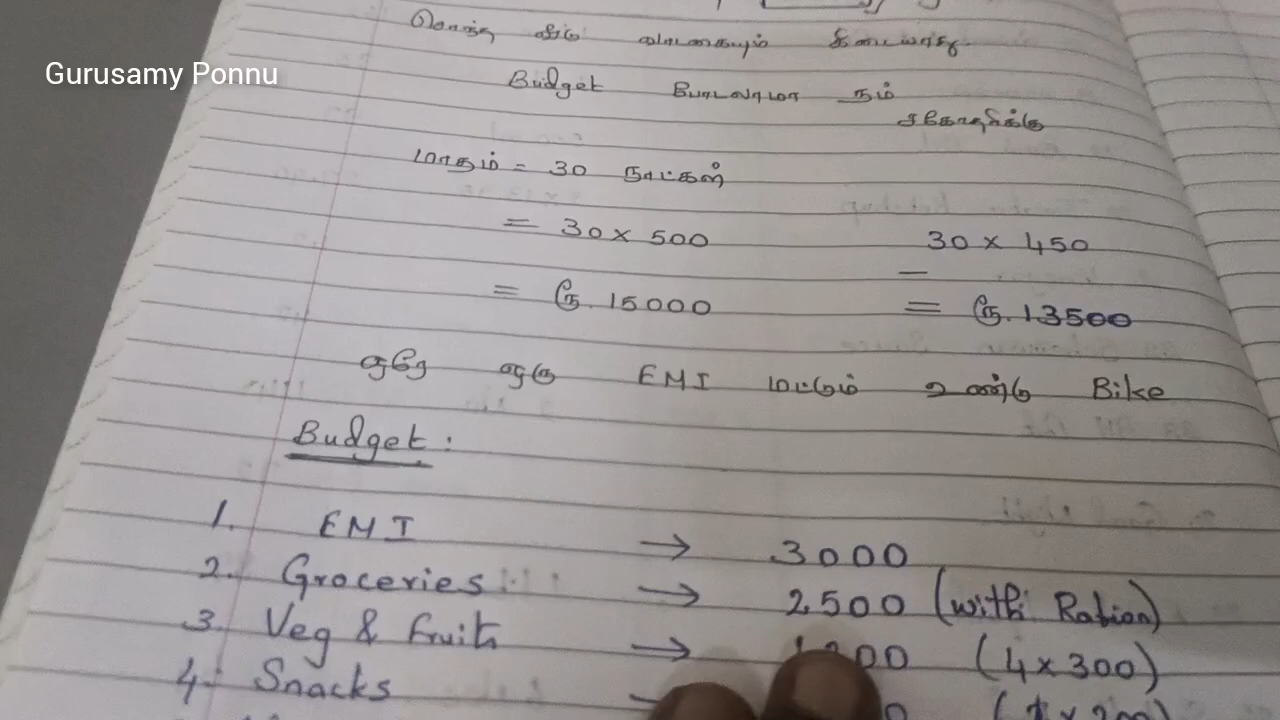 சொந்த வீடு வாடகையும் கிடையாது
Gurusamy Ponnu
Budget போடலாமா நம்
சகோதரிக்கு
மாதம் = 30 நாட்கள்
= 30 x 500 30 x 450
= ரூ. 15000 = ரூ. 13500
ஒரே ஒரு EMI மட்டும் உண்டு Bike
Budget :
1. EMI → 3000
2. Groceries → 2500 (with Ration)
3. Veg & Fruits → 1200 (4x300)
4. Snacks →